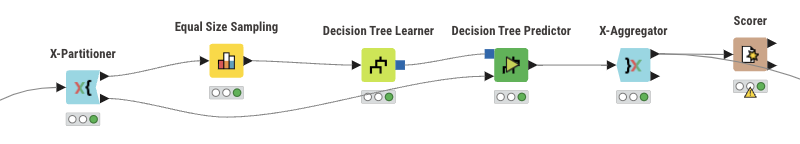 X-Partitioner
Equal Size Sampling
Decision Tree Learner
Decision Tree Predictor
X-Aggregator
Scorer